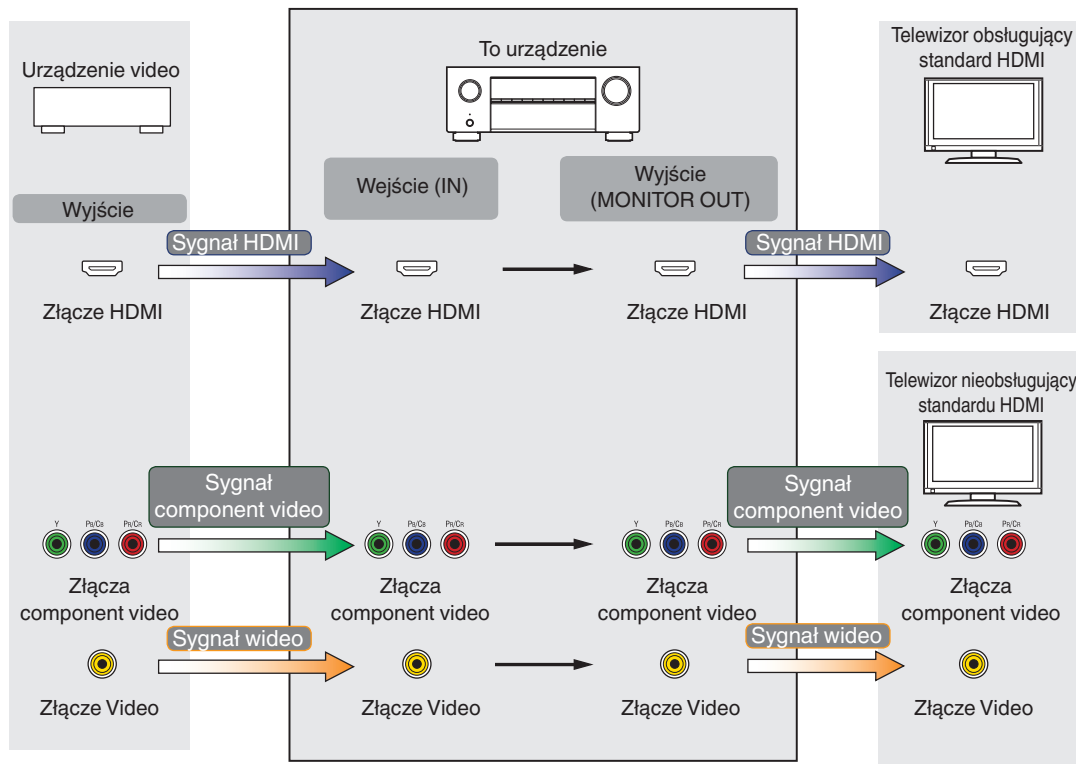 Urządzenie video
To urządzenie
Telewizor obsługujący
standard HDMI
Wyjście
Wejście (IN)
Wyjście
(MONITOR OUT)
Sygnał HDMI
Sygnał HDMI
Złącze HDMI
Złącze HDMI
Złącze HDMI
Złącze HDMI
Telewizor nieobsługujący
standardu HDMI
Sygnał
component video
Sygnał
component video
Y PB/CB PR/CR
Y PB/CB PR/CR
Y PB/CB PR/CR
Y PB/CB PR/CR
Złącza
component video
Złącza
component video
Złącza
component video
Złącza
component video
Sygnał wideo
Sygnał wideo
Złącze Video
Złącze Video
Złącze Video
Złącze Video